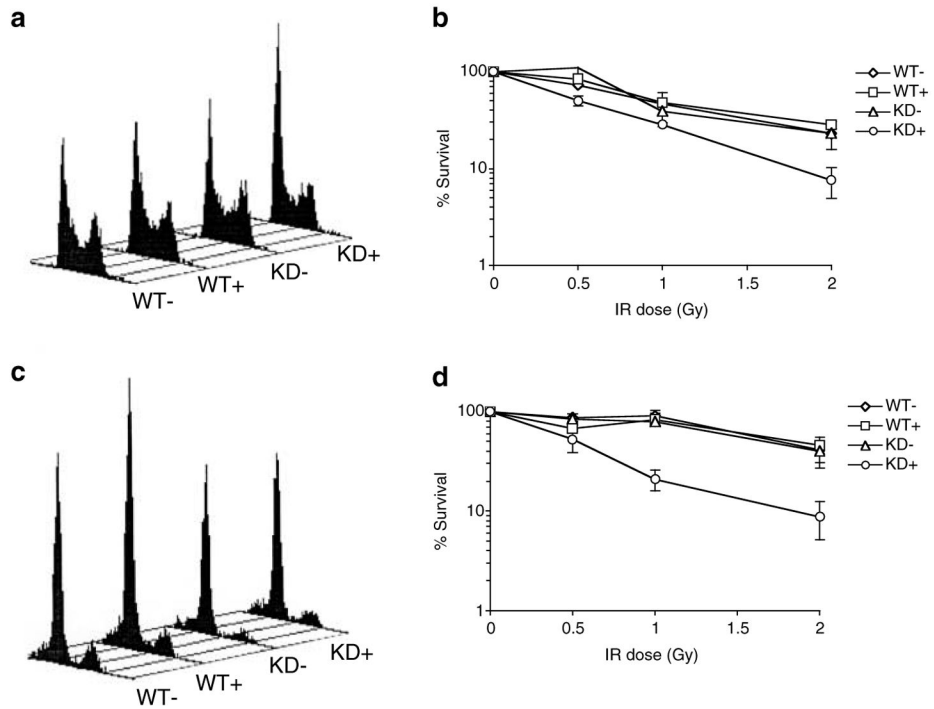 a
WT-
WT+
KD-
KD+
b
100
10
1
% Survival
0
0.5
1
1.5
2
IR dose (Gy)
WT-
WT+
KD-
KD+
c
WT-
WT+
KD-
KD+
d
100
10
1
% Survival
0
0.5
1
1.5
2
IR dose (Gy)
WT-
WT+
KD-
KD+